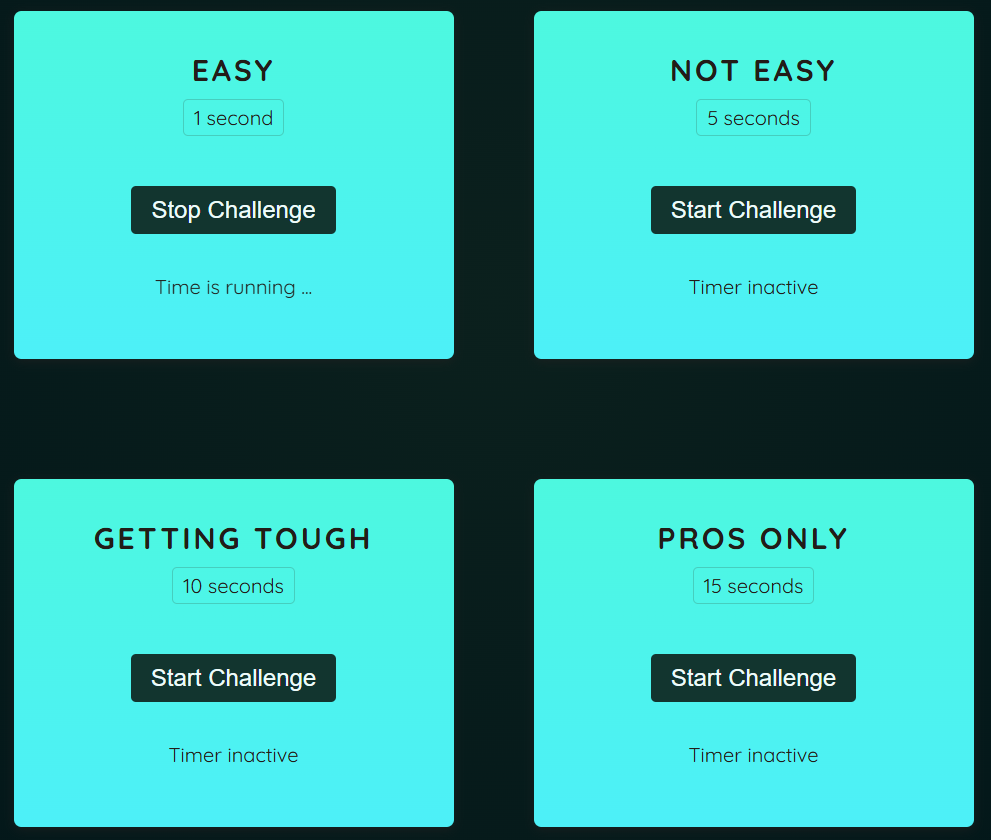 EASY
1 second
Stop Challenge
Time is running ...
NOT EASY
5 seconds
Start Challenge
Timer inactive
GETTING TOUGH
10 seconds
Start Challenge
Timer inactive
PROS ONLY
15 seconds
Start Challenge
Timer inactive